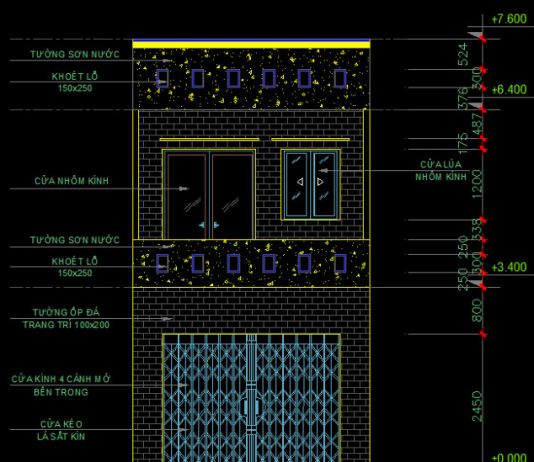 +7.600
TƯỜNG SƠN NƯỚC
524
KHOÉT LỖ
150x250
300
+6.400
376
487
175
CỬA LÙA
NHÔM KÍNH
CỬA NHÔM KÍNH
1200
338
TƯỜNG SƠN NƯỚC
250
KHOÉT LỖ
150x250
300
+3.400
250
TƯỜNG ỐP ĐÁ
TRANG TRÍ 100x200
800
CỬA KÍNH 4 CÁNH MỞ
BÊN TRONG
2450
CỬA KÉO
LÁ SẮT KÍN
+0.000